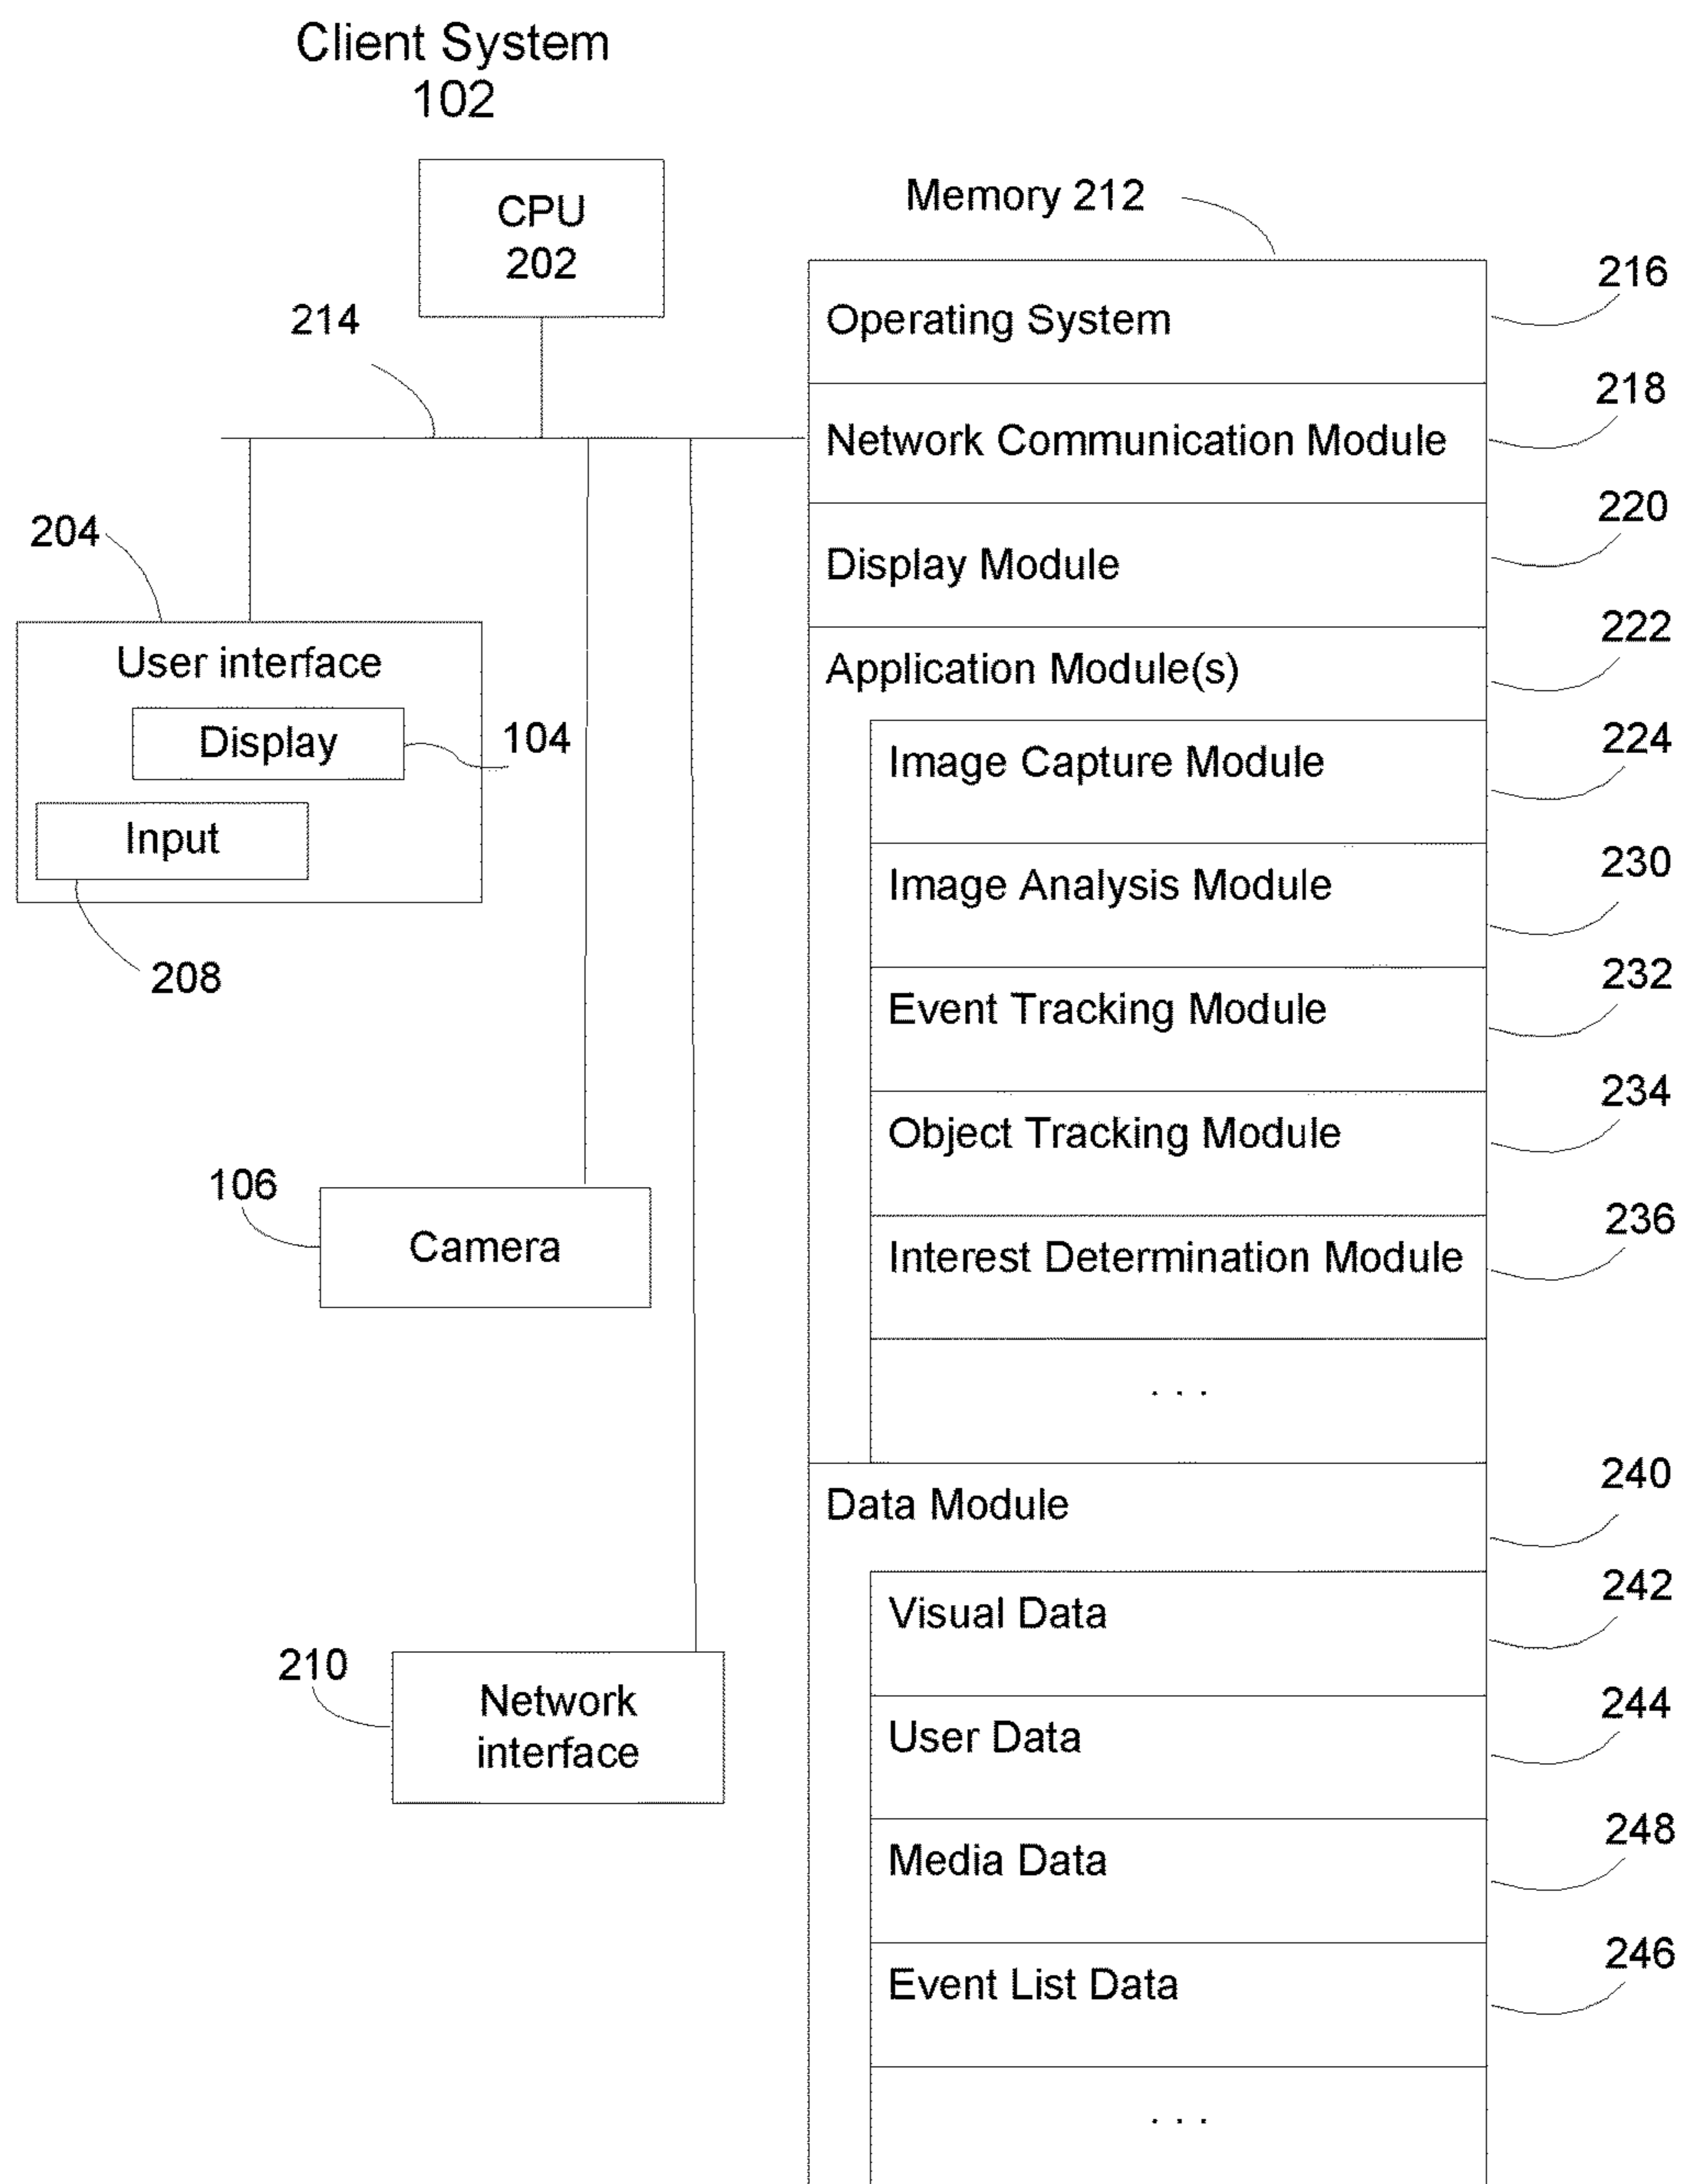 Client System
102
CPU
202
Memory 212
214
216
Operating System
218
Network Communication Module
220
Display Module
204
User interface
Display
104
Input
208
222
Application Module(s)
224
Image Capture Module
230
Image Analysis Module
232
Event Tracking Module
234
Object Tracking Module
106
Camera
236
Interest Determination Module
. . .
240
Data Module
242
Visual Data
210
Network
interface
244
User Data
248
Media Data
246
Event List Data
. . .